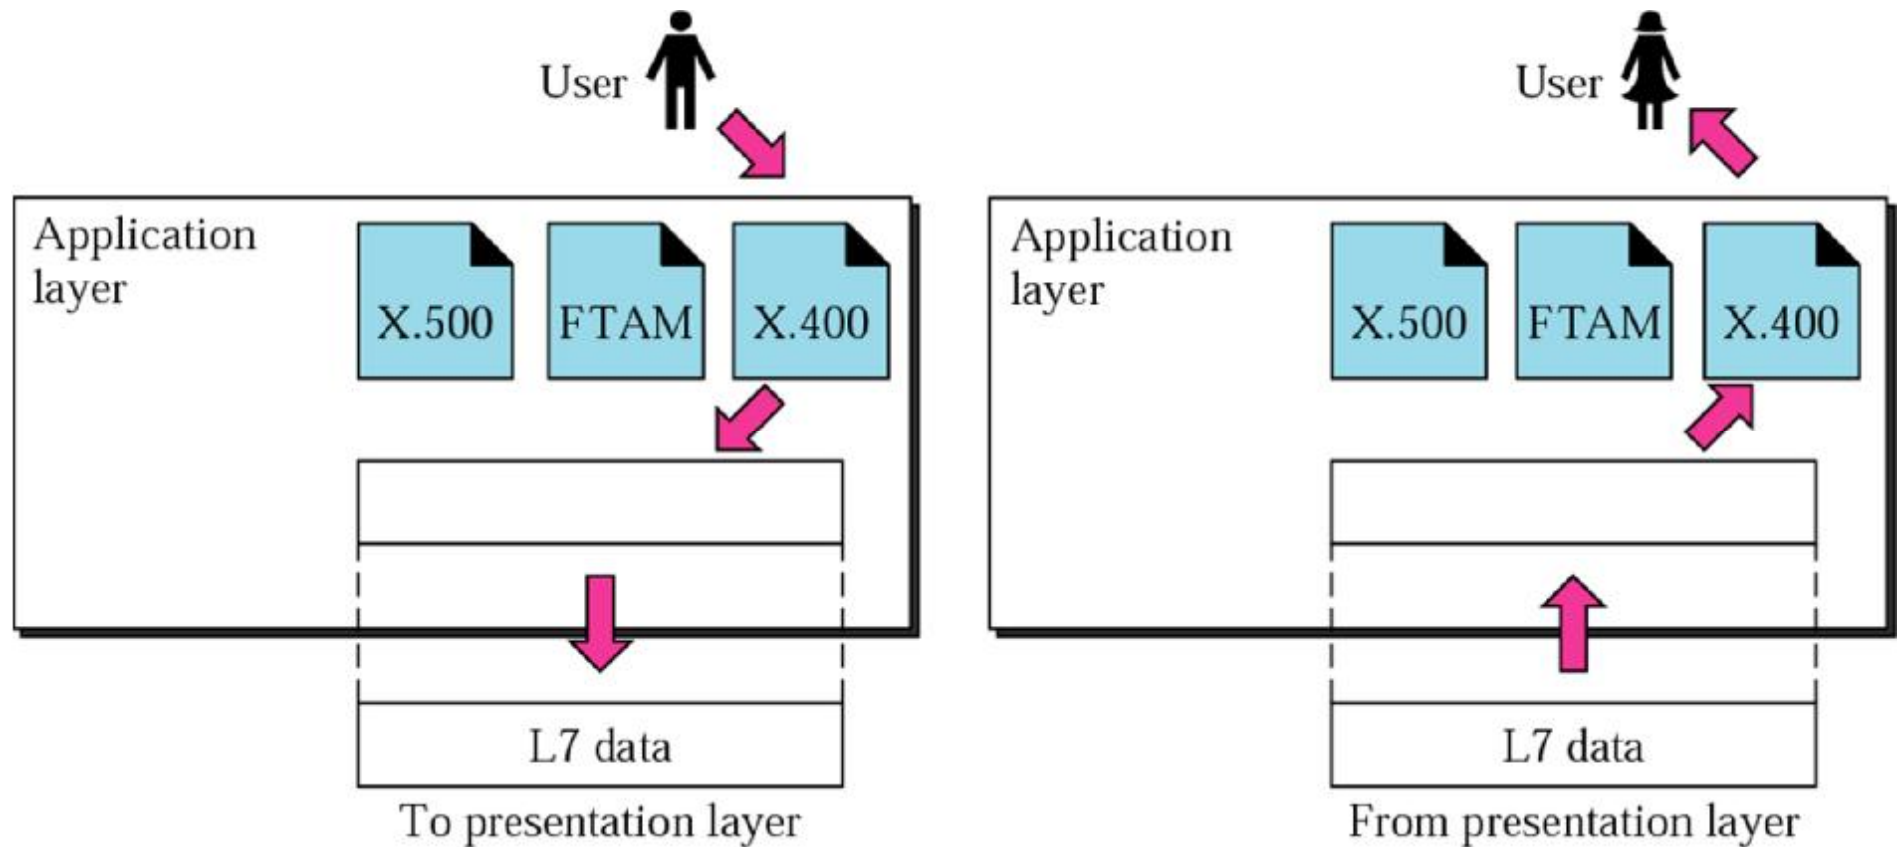 User
Application
layer
X.500
FTAM
X.400
L7 data
To presentation layer
User
Application
layer
X.500
FTAM
X.400
L7 data
From presentation layer